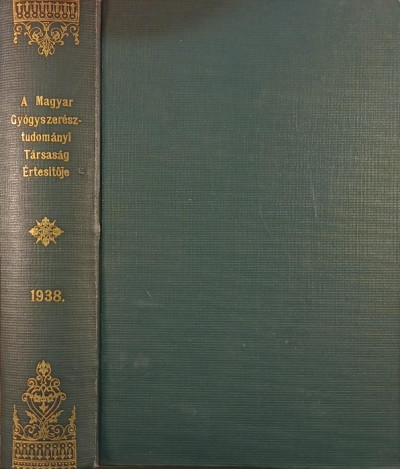 A Magyar
Gyógyszerész-
tudományi
Társaság
Értesitője
1938.